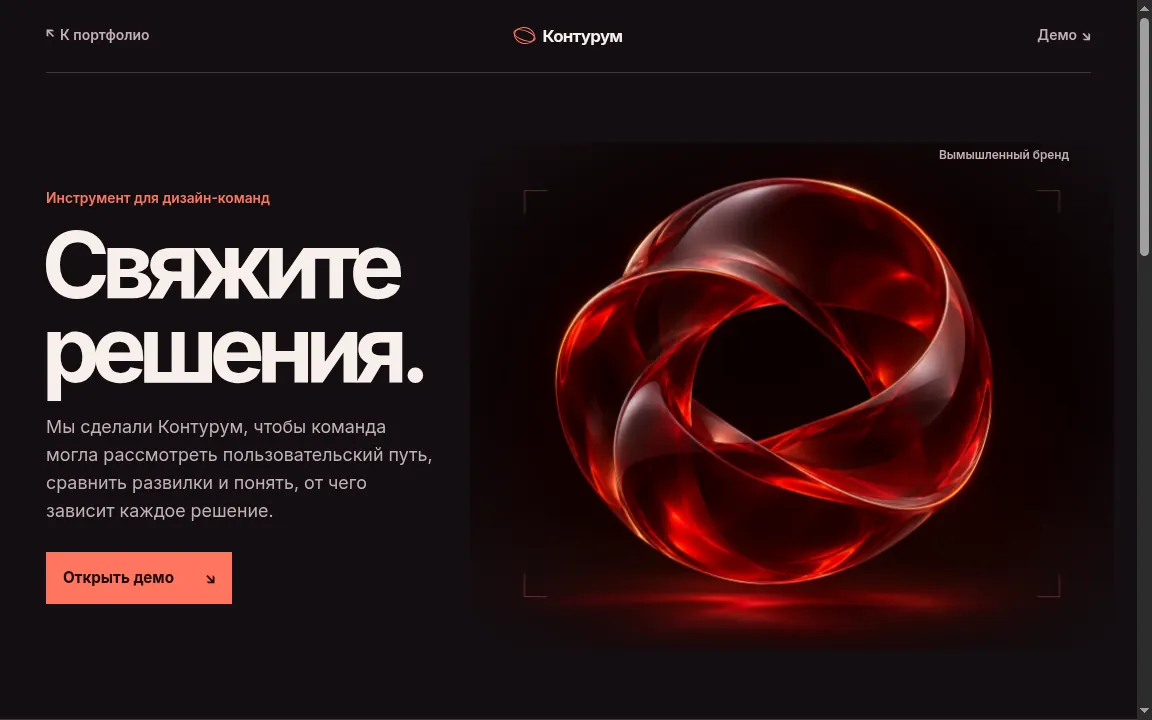 К портфолио
Контурум
Демо
Вымышленный бренд
Инструмент для дизайн-команд
Свяжите
решения.
Мы сделали Контурум, чтобы команда
могла рассмотреть пользовательский путь,
сравнить развилки и понять, от чего
зависит каждое решение.
Открыть демо